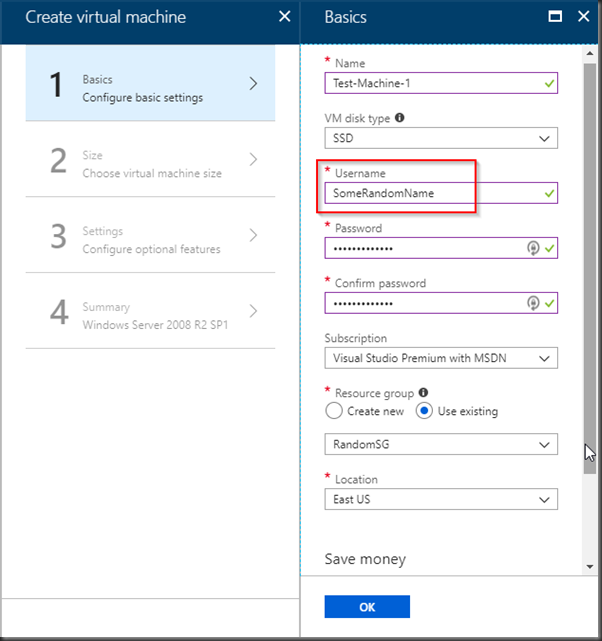 Create virtual machine
1
Basics
Configure basic settings
2
Size
Choose virtual machine size
3
Settings
Configure optional features
4
Summary
Windows Server 2008 R2 SP1
Basics
* Name
Test-Machine-1
VM disk type
SSD
* Username
SomeRandomName
* Password
•••••••••••••
* Confirm password
•••••••••••••
Subscription
Visual Studio Premium with MSDN
* Resource group
Create new Use existing
RandomSG
* Location
East US
Save money
OK